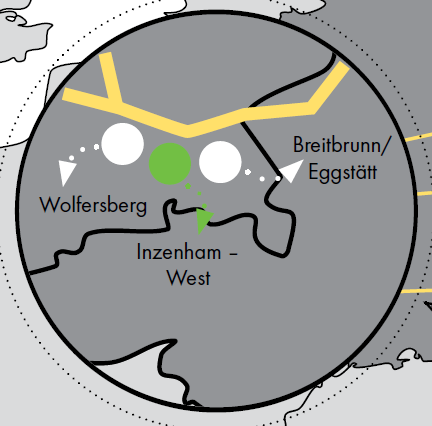 Breitbrunn/
Eggstätt
Wolfersberg
Inzenham –
West